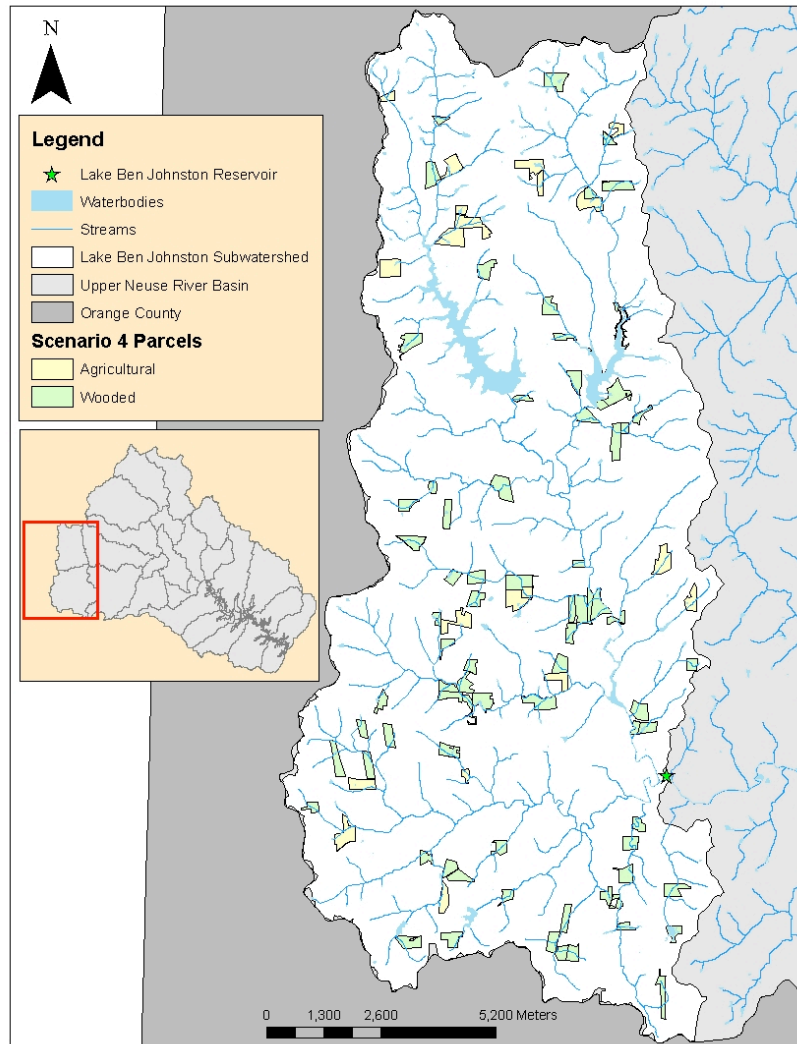 N
Legend
Lake Ben Johnston Reservoir
Waterbodies
Streams
Lake Ben Johnston Subwatershed
Upper Neuse River Basin
Orange County
Scenario 4 Parcels
Agricultural
Wooded
0 1,300 2,600 5,200 Meters